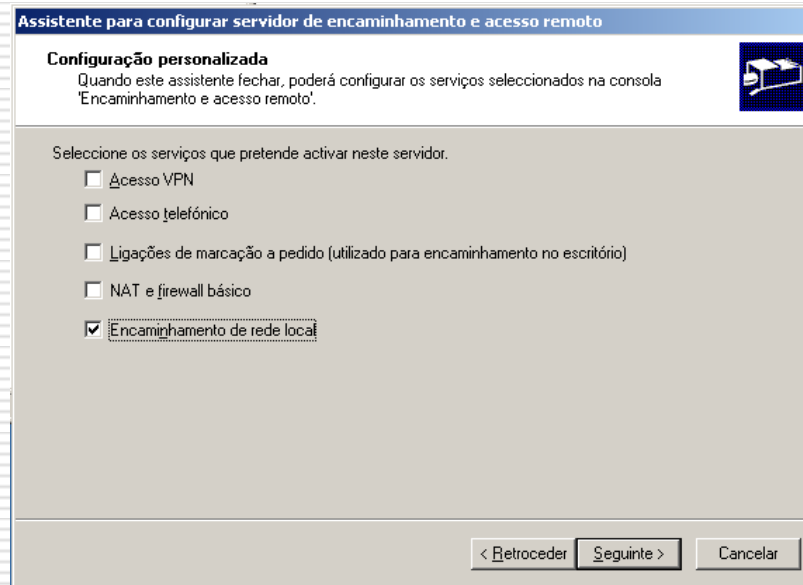 Assistente para configurar servidor de encaminhamento e acesso remoto
Configuração personalizada
Quando este assistente fechar, poderá configurar os serviços seleccionados na consola
'Encaminhamento e acesso remoto'.
Seleccione os serviços que pretende activar neste servidor.
Acesso VPN
Acesso telefónico
Ligações de marcação a pedido (utilizado para encaminhamento no escritório)
NAT e firewall básico
Encaminhamento de rede local
< Retroceder
Seguinte >
Cancelar